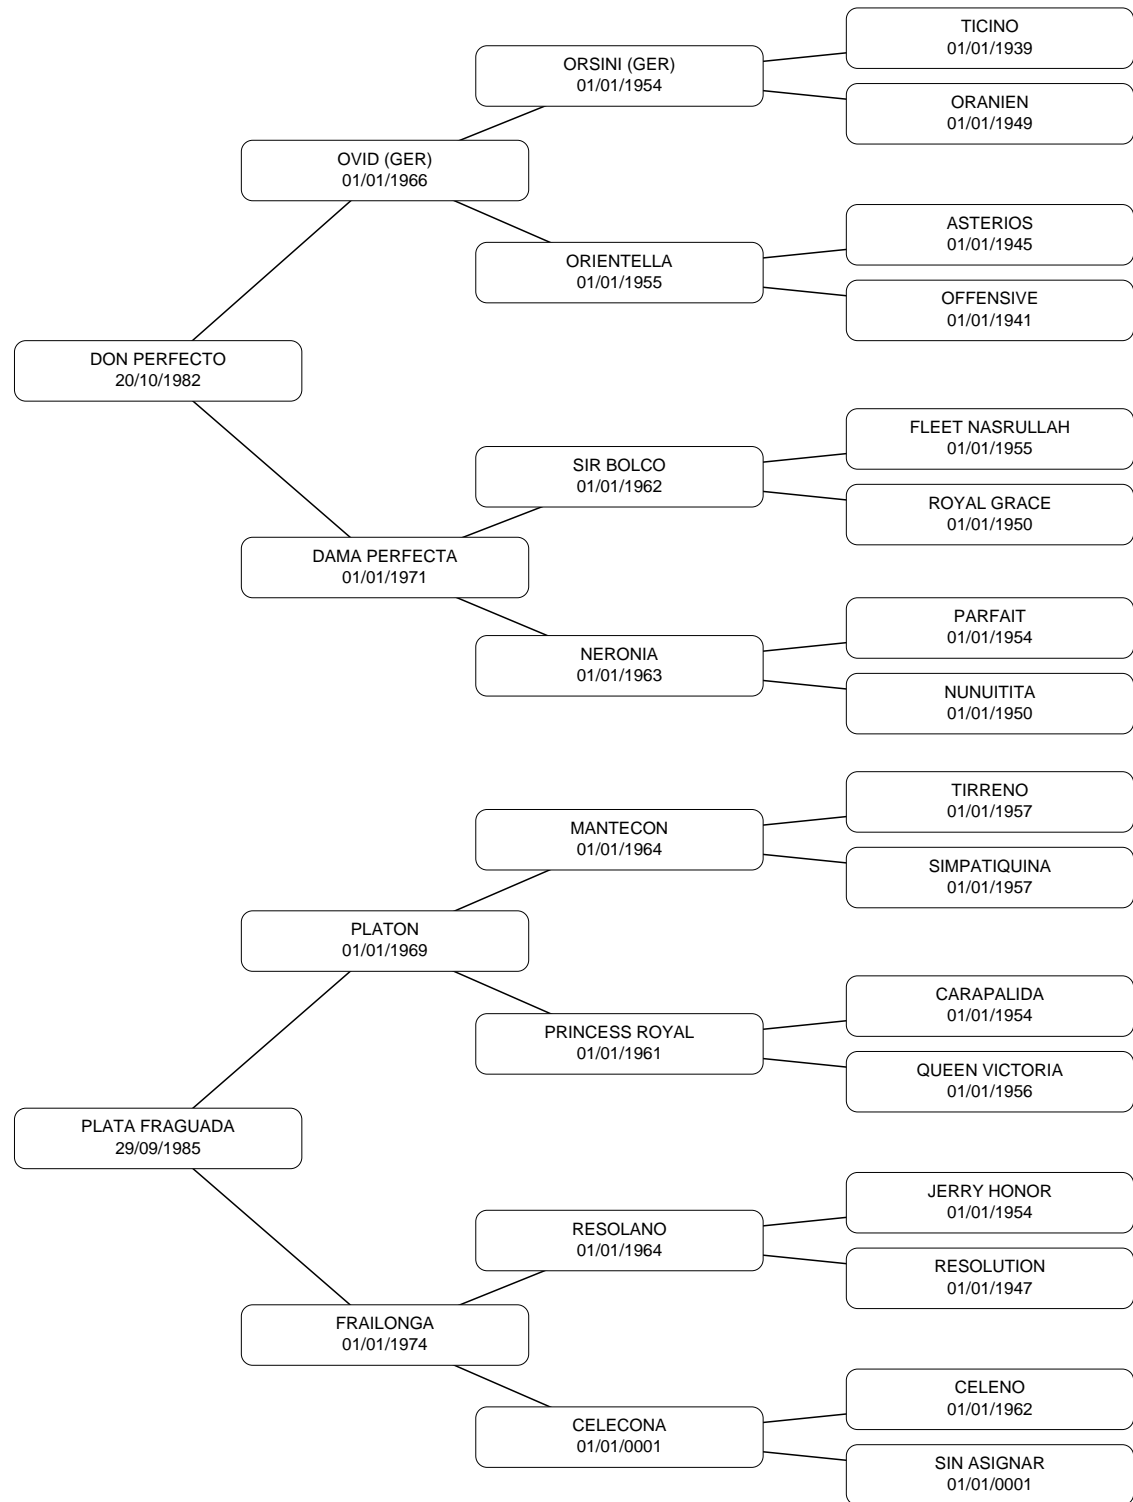 TICINO
01/01/1939
ORSINI (GER)
01/01/1954
ORANIEN
01/01/1949
OVID (GER)
01/01/1966
ASTERIOS
01/01/1945
ORIENTELLA
01/01/1955
OFFENSIVE
01/01/1941
DON PERFECTO
20/10/1982
FLEET NASRULLAH
01/01/1955
SIR BOLCO
01/01/1962
ROYAL GRACE
01/01/1950
DAMA PERFECTA
01/01/1971
PARFAIT
01/01/1954
NERONIA
01/01/1963
NUNUITITA
01/01/1950
TIRRENO
01/01/1957
MANTECON
01/01/1964
SIMPATIQUINA
01/01/1957
PLATON
01/01/1969
CARAPALIDA
01/01/1954
PRINCESS ROYAL
01/01/1961
QUEEN VICTORIA
01/01/1956
PLATA FRAGUADA
29/09/1985
JERRY HONOR
01/01/1954
RESOLANO
01/01/1964
RESOLUTION
01/01/1947
FRAILONGA
01/01/1974
CELENO
01/01/1962
CELECONA
01/01/0001
SIN ASIGNAR
01/01/0001